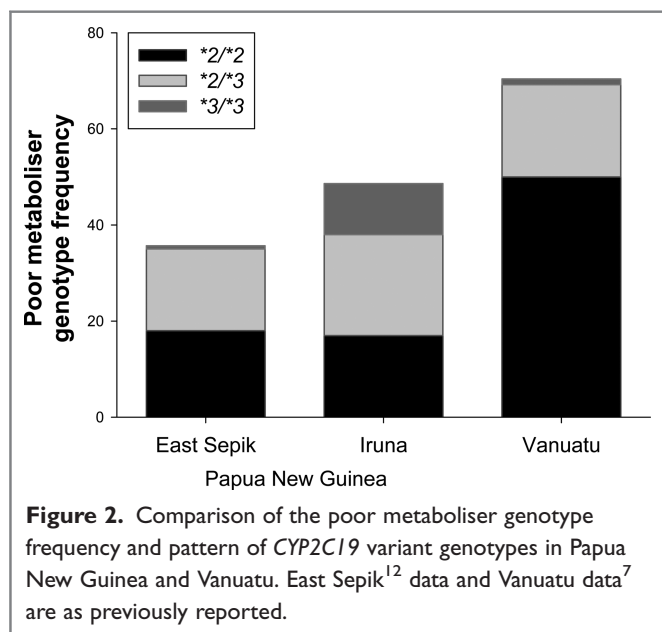 80
60
40
20
0
Poor metaboliser
genotype frequency
*2/*2
*2/*3
*3/*3
East Sepik Iruna Vanuatu
Papua New Guinea
Figure 2. Comparison of the poor metaboliser genotype
frequency and pattern of CYP2C19 variant genotypes in Papua
New Guinea and Vanuatu. East Sepik¹² data and Vanuatu data⁷
are as previously reported.